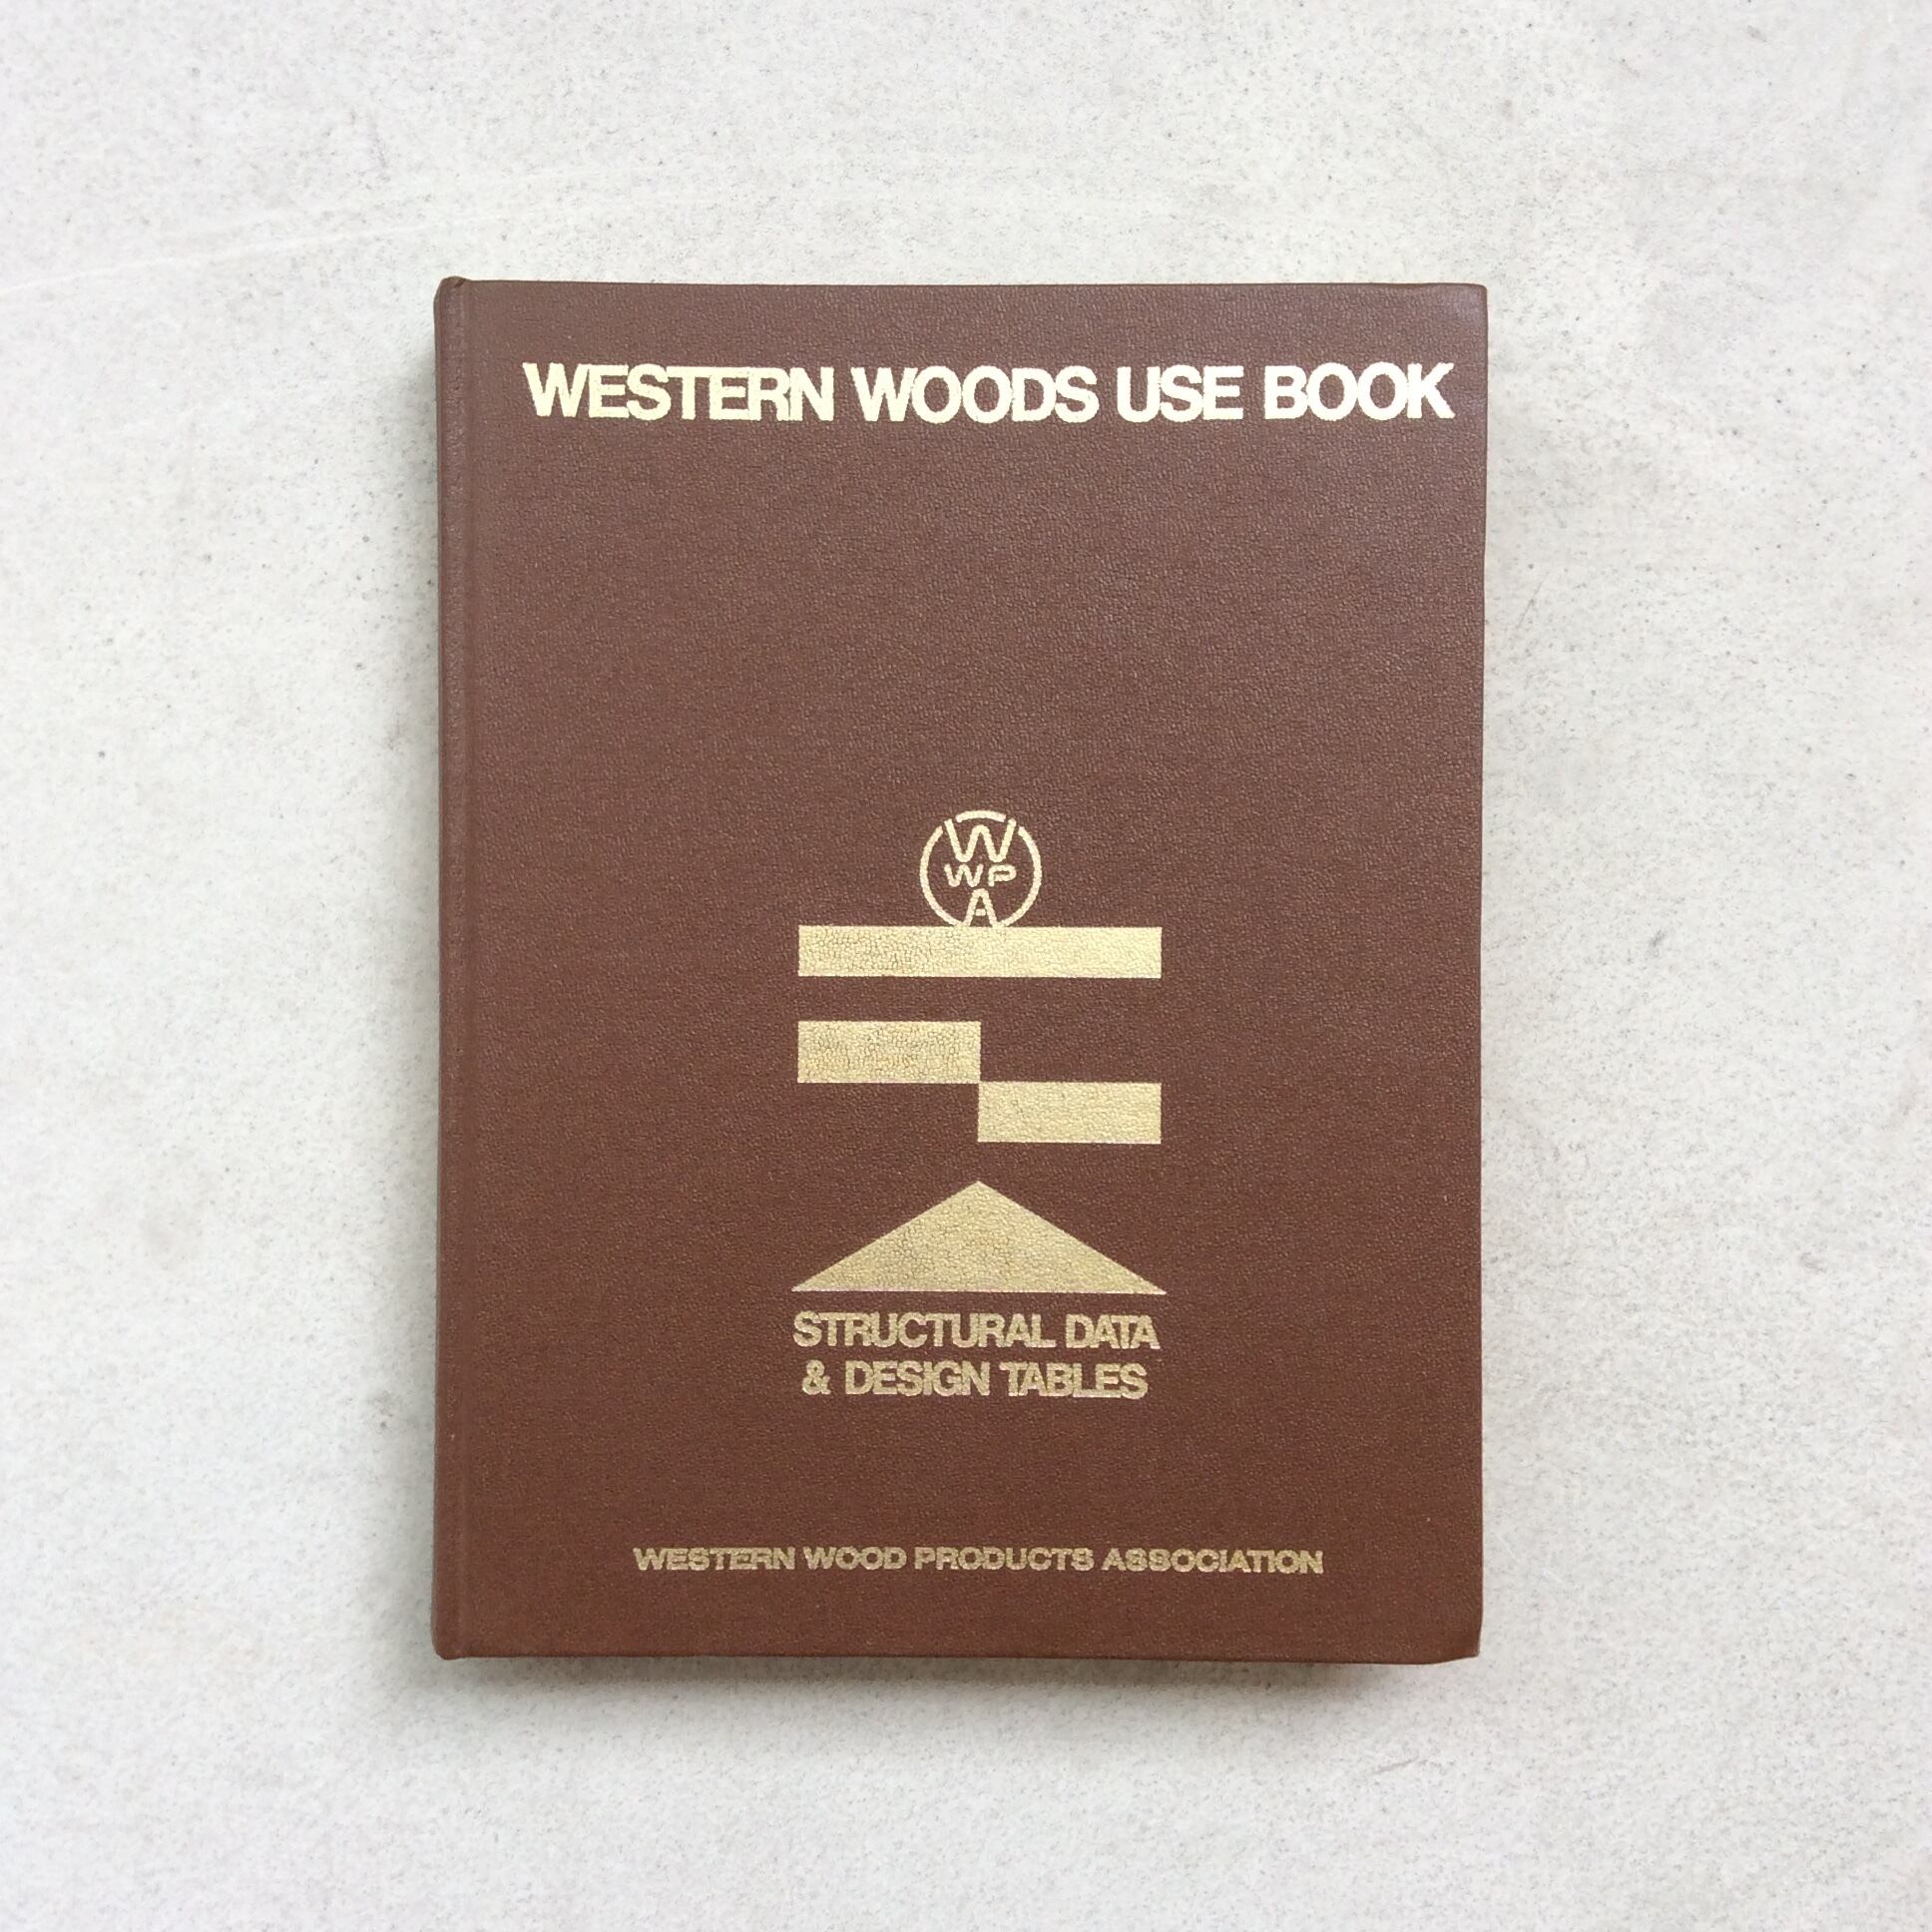 WESTERN WOODS USE BOOK
W
WP
A
STRUCTURAL DATA
& DESIGN TABLES
WESTERN WOOD PRODUCTS ASSOCIATION